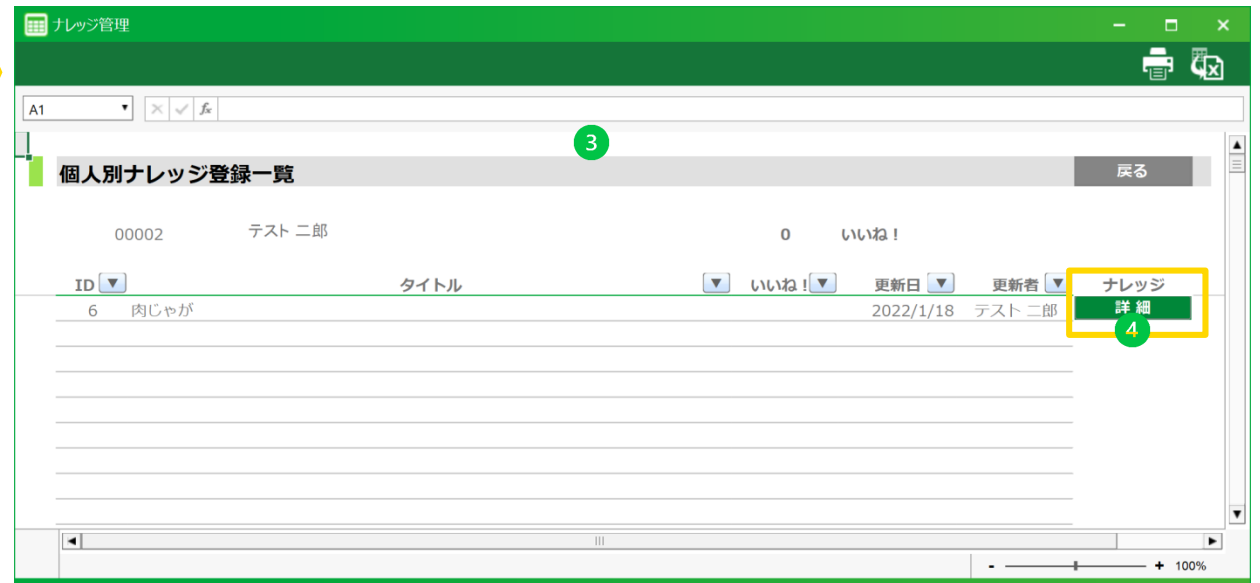 ナレッジ管理
A1 fx
3
個人別ナレッジ登録一覧 戻る
00002 テスト 二郎 0 いいね！
ID タイトル いいね！ 更新日 更新者 ナレッジ
6 肉じゃが 2022/1/18 テスト 二郎 詳 細
4
- + 100%